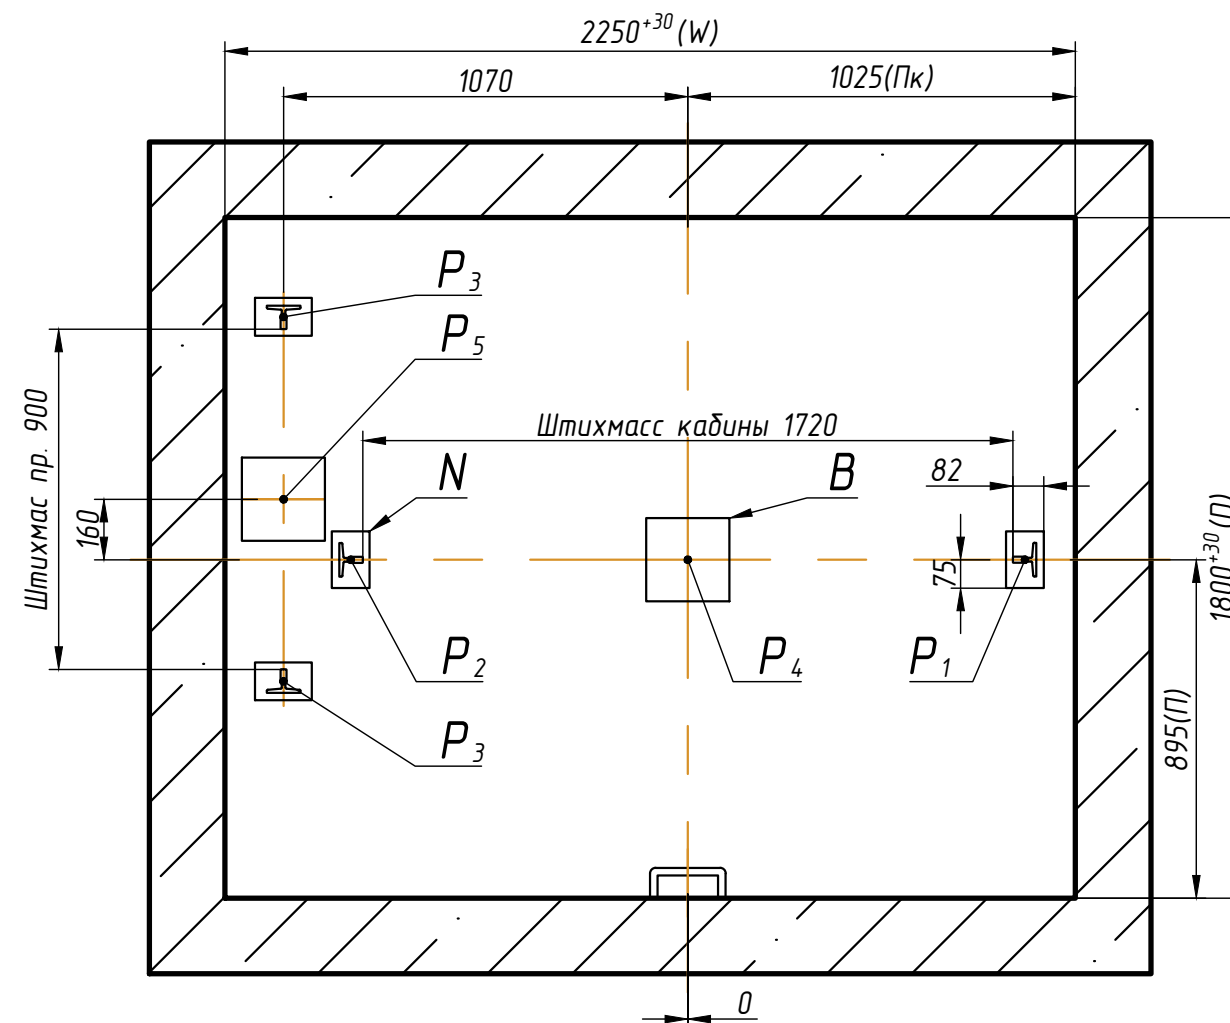 2250⁺³⁰(W)
1070
1025(Пк)
P₃
P₅
Штихмас пр. 900
Штихмасс кабины 1720
N
B
82
160
75
1800⁺³⁰(П)
P₂
P₄
P₁
895(П)
P₃
0